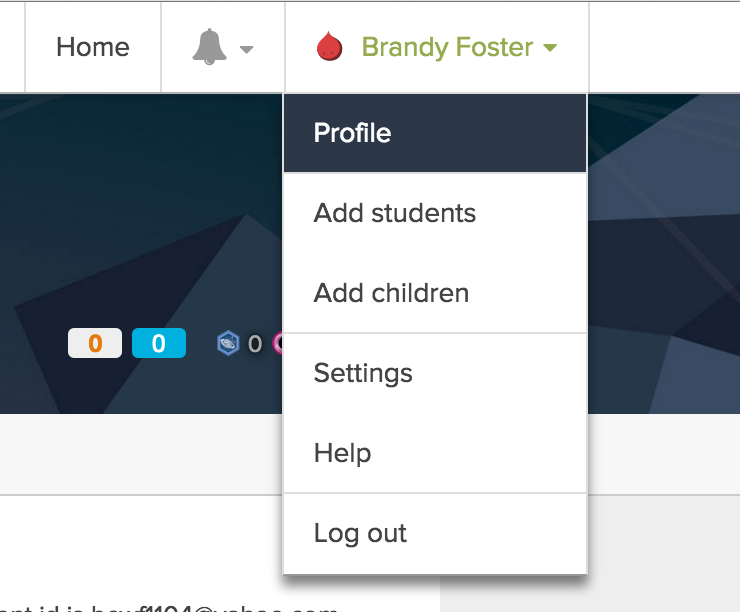 Home
Brandy Foster
Profile
Add students
Add children
0 0 0
Settings
Help
Log out